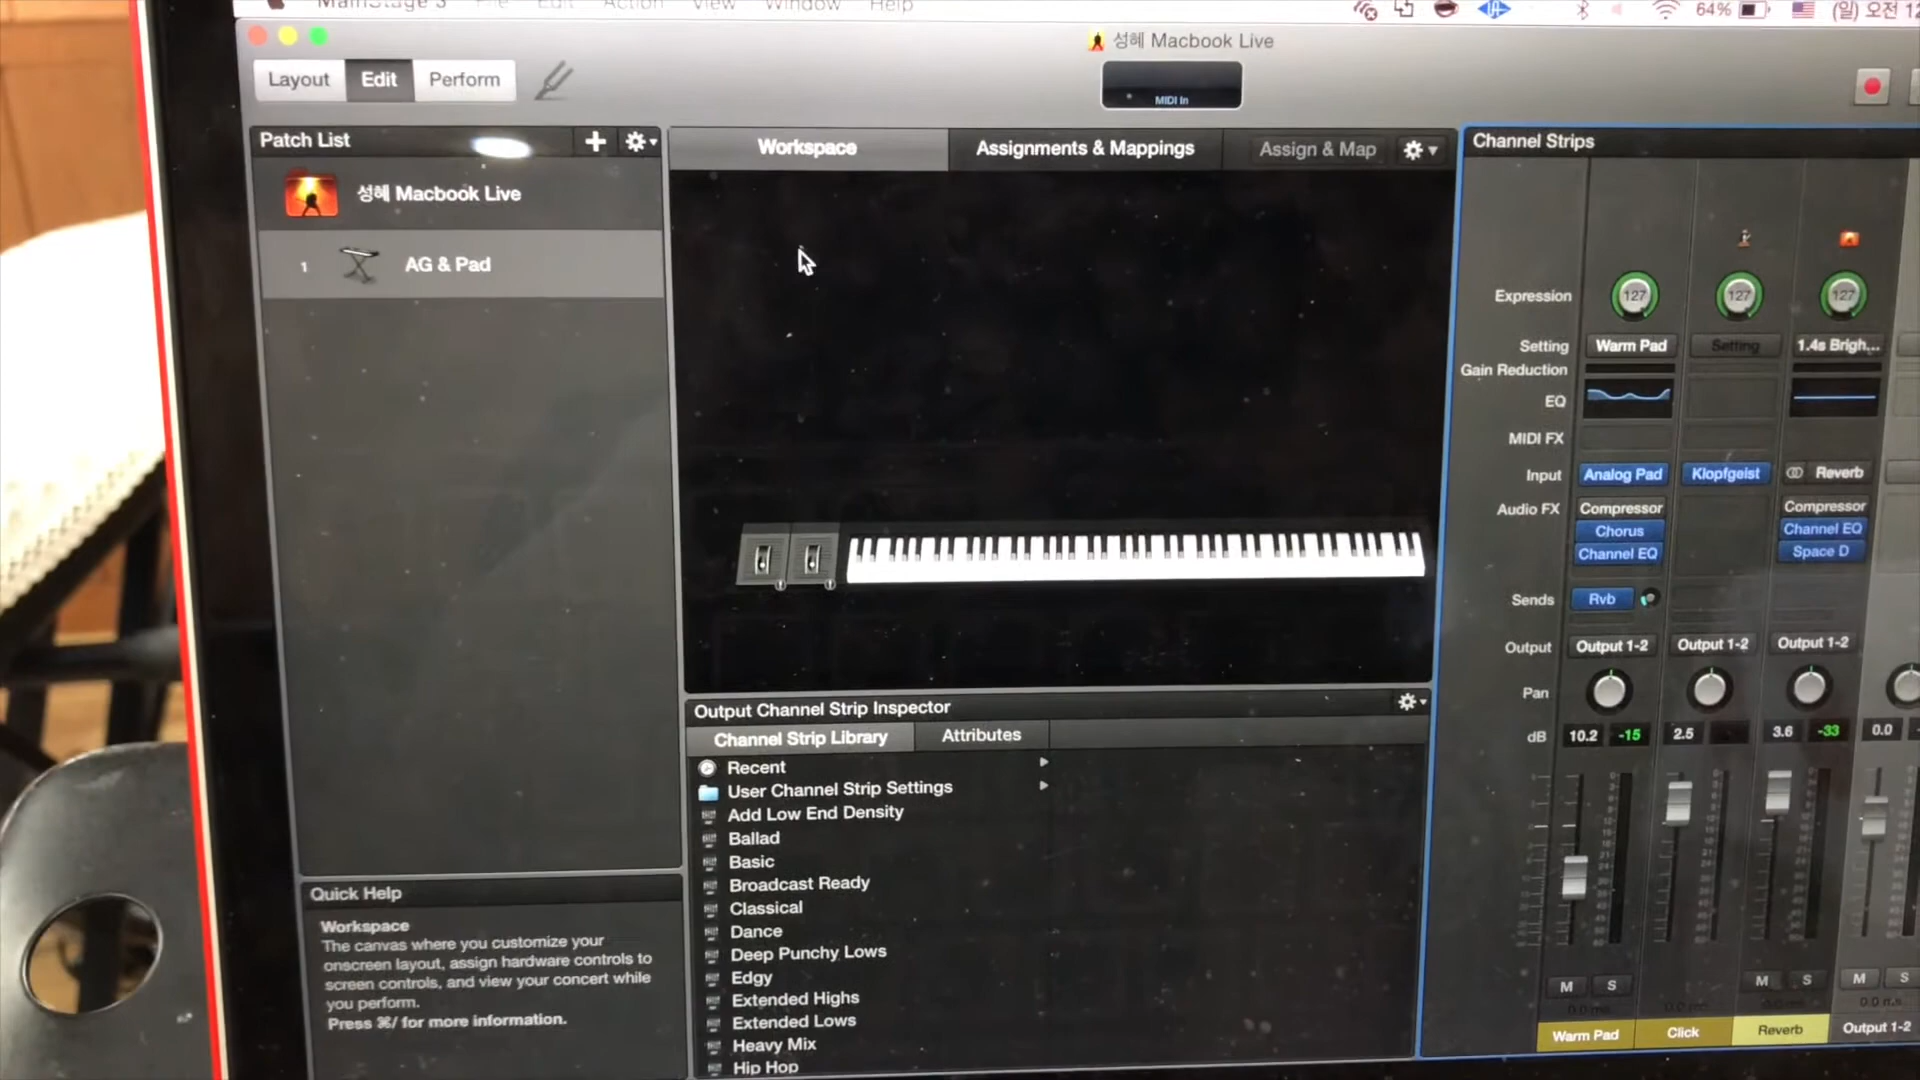 MainStage 3 File Edit Action View Window Help
64% (일) 오전 12
성혜 Macbook Live
Layout Edit Perform
MIDI In
Patch List
성혜 Macbook Live
1 AG & Pad
Workspace Assignments & Mappings Assign & Map
Channel Strips
Expression 127 127 127
Setting Warm Pad Setting 1.4s Brigh...
Gain Reduction
EQ
MIDI FX
Input Analog Pad Klopfgeist Reverb
Audio FX Compressor Compressor
Chorus Channel EQ
Channel EQ Space D
Sends Rvb
Output Output 1-2 Output 1-2 Output 1-2
Pan
dB 10.2 -15 2.5 3.6 -33 0.0
M S M S M S
Warm Pad Click Reverb Output 1-2
Output Channel Strip Inspector
Channel Strip Library Attributes
Recent
User Channel Strip Settings
Add Low End Density
Ballad
Basic
Broadcast Ready
Classical
Dance
Deep Punchy Lows
Edgy
Extended Highs
Extended Lows
Heavy Mix
Hip Hop
Quick Help
Workspace
The canvas where you customize your
onscreen layout, assign hardware controls to
screen controls, and view your concert while
you perform.
Press ⌘/ for more information.